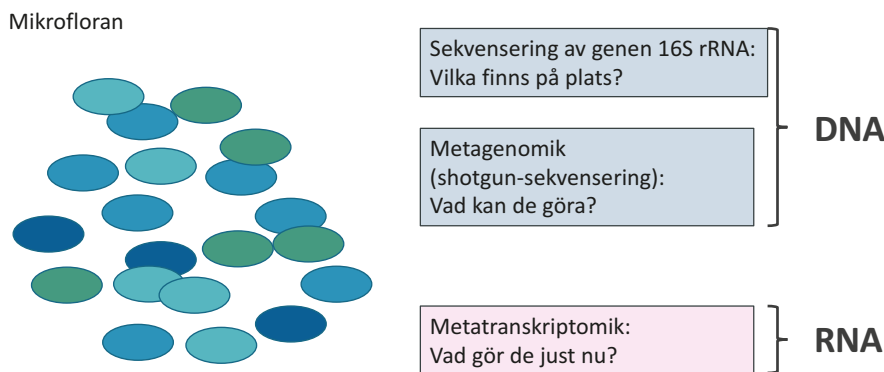 Mikrofloran
Sekvensering av genen 16S rRNA:
Vilka finns på plats?
DNA
Metagenomik
(shotgun-sekvensering):
Vad kan de göra?
Metatranskriptomik:
Vad gör de just nu?
RNA